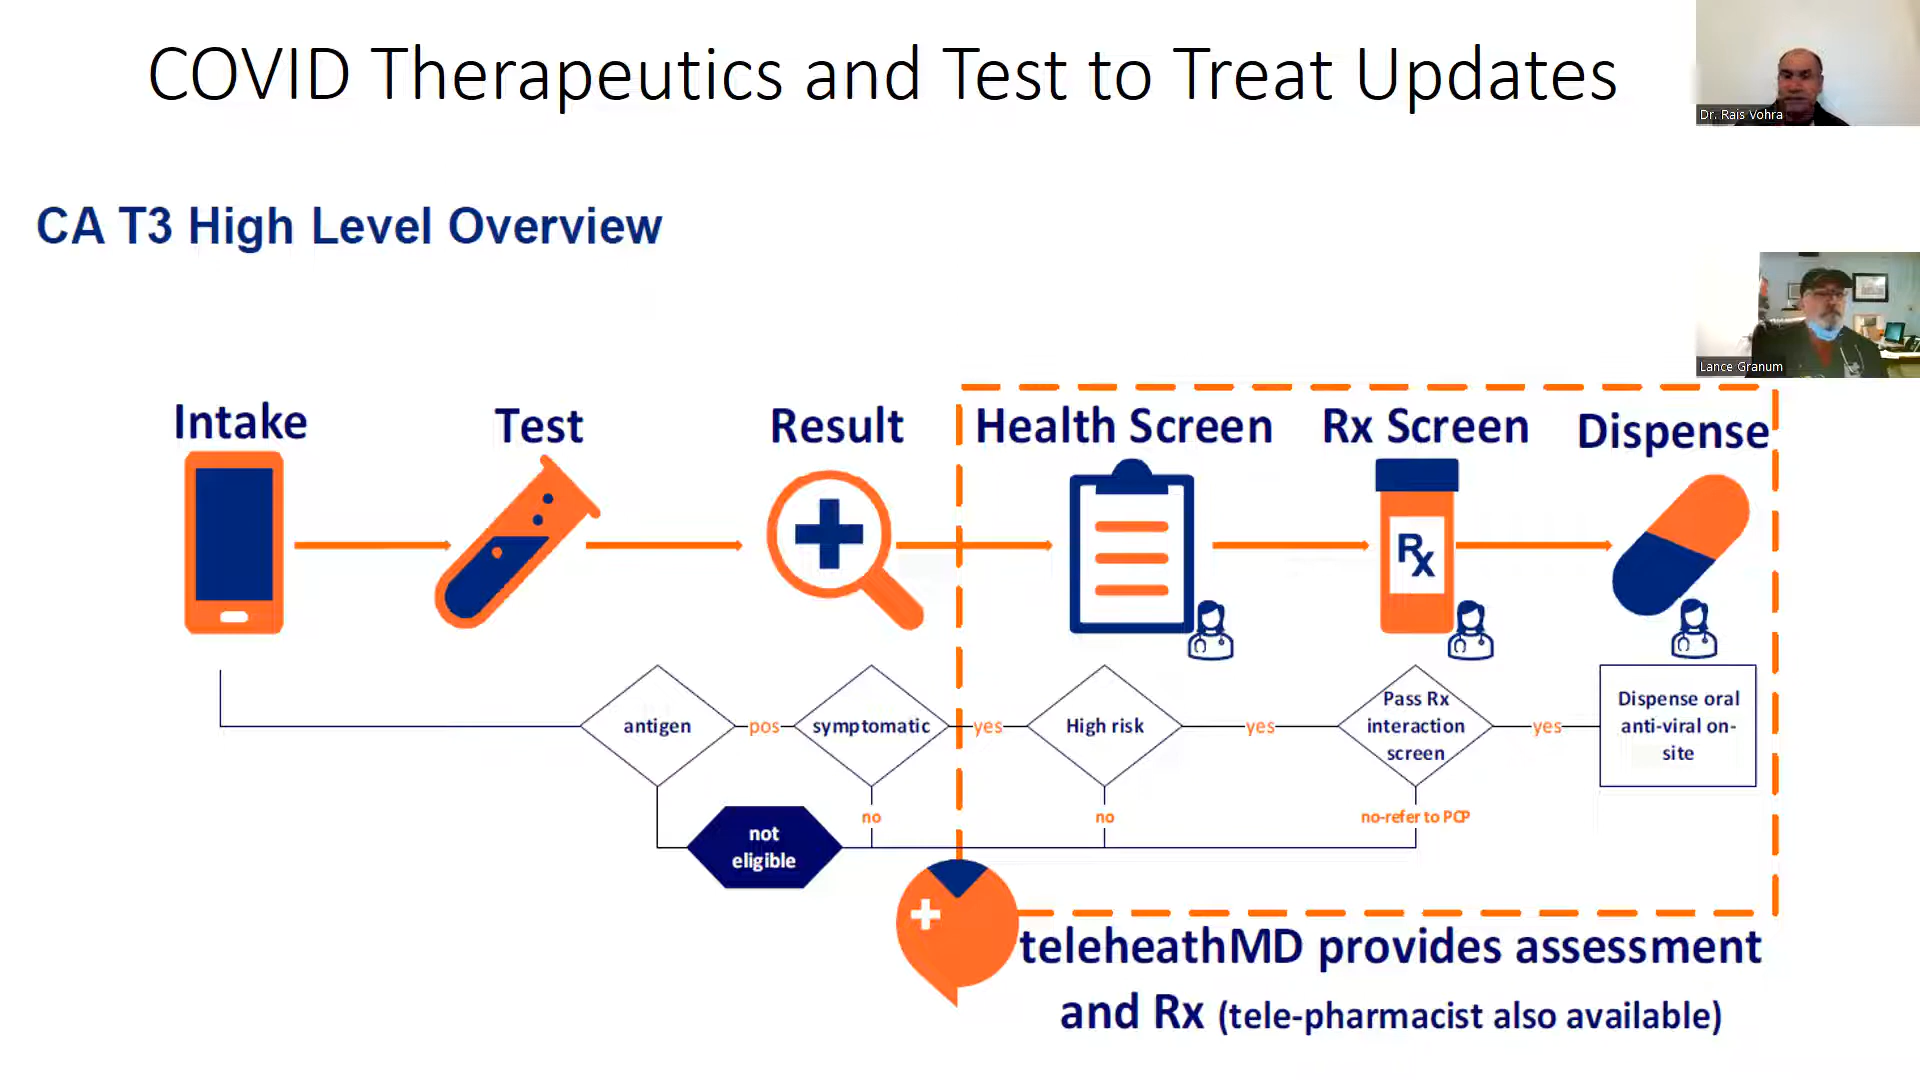 COVID Therapeutics and Test to Treat Updates
Dr. Rais Vohra
CA T3 High Level Overview
Lance Granum
Intake
Test
Result
Health Screen
Rx Screen
Dispense
Rx
antigen
pos
symptomatic
yes
High risk
yes
Pass Rx
interaction
screen
yes
Dispense oral
anti-viral on-
site
no
no
no-refer to PCP
not
eligible
teleheathMD provides assessment
and Rx (tele-pharmacist also available)